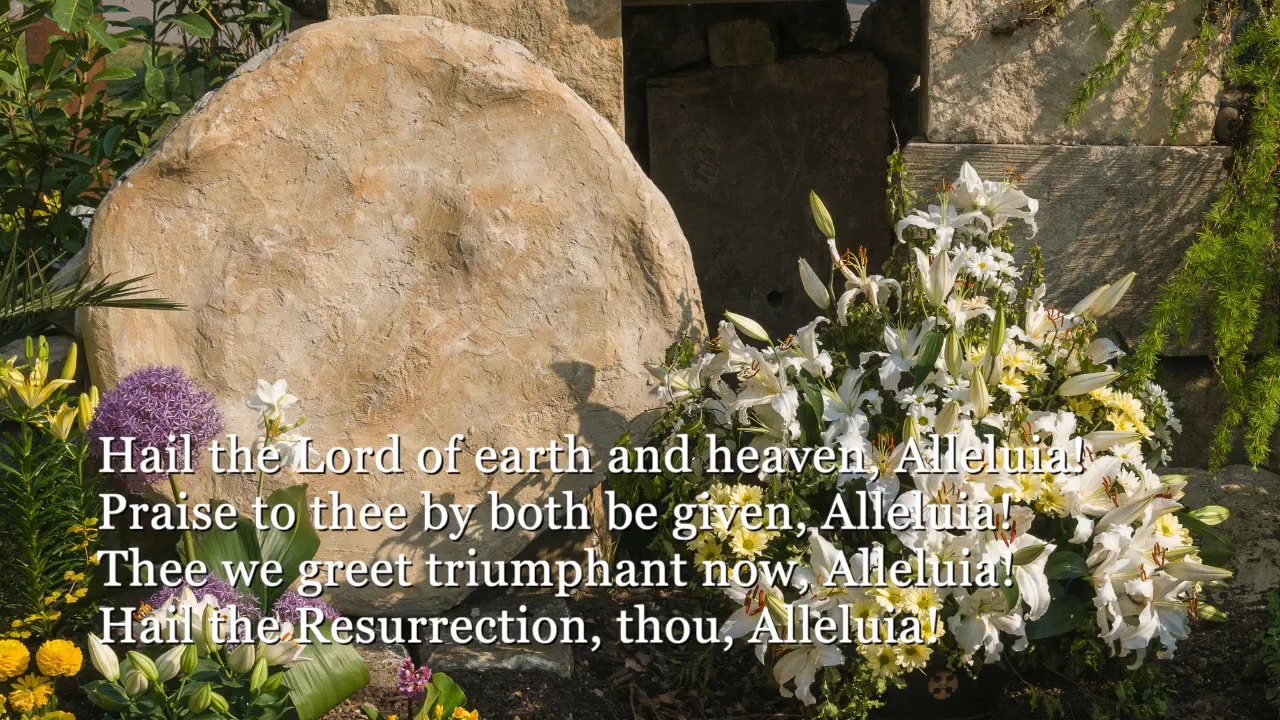 Hail the Lord of earth and heaven, Alleluia!
Praise to thee by both be given, Alleluia!
Thee we greet triumphant now, Alleluia!
Hail the Resurrection, thou, Alleluia!